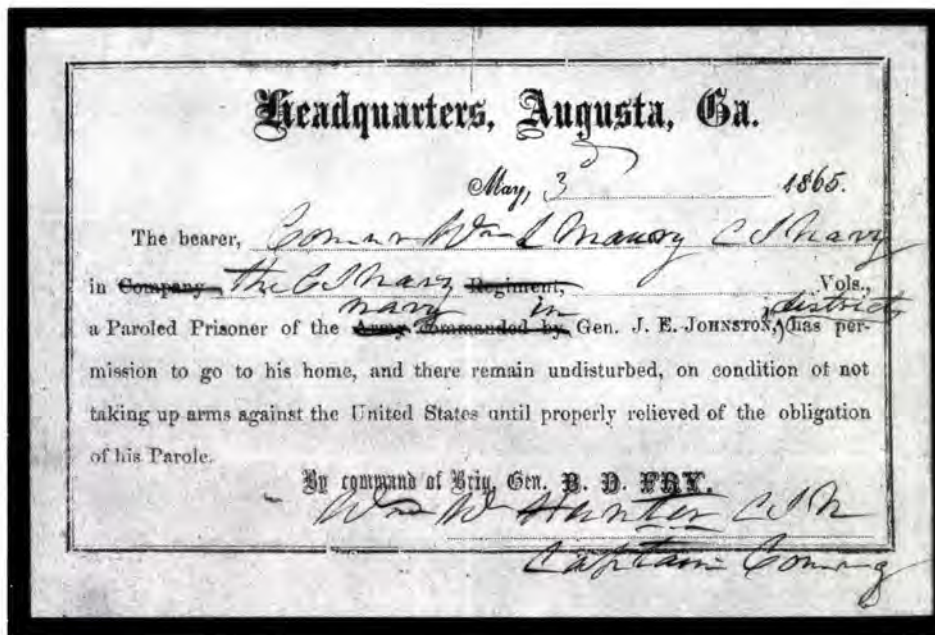 Headquarters, Augusta, Ga.
May, 3 1865.
The bearer, Comm Wm L Maury C S Navy
in Company the C S Navy Regiment, Vols.,
navy in districts
a Paroled Prisoner of the Army Commanded by Gen. J. E. Johnston, has per-
mission to go to his home, and there remain undisturbed, on condition of not
taking up arms against the United States until properly relieved of the obligation
of his Parole.
By command of Brig. Gen. B. D. FRY.
Wm W Hunter C S N
Captain Comdg